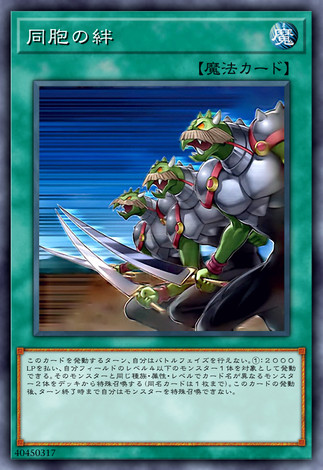 同胞の絆
魔
【魔法カード】
このカードを発動するターン、自分はバトルフェイズを行えない。①:2000
LPを払い、自分フィールドのレベル4以下のモンスター1体を対象として発動
できる。そのモンスターと同じ種族・属性・レベルでカード名が異なるモンスタ
ー2体をデッキから特殊召喚する(同名カードは1枚まで)。このカードの発動
後、ターン終了時まで自分はモンスターを特殊召喚できない。
40450317